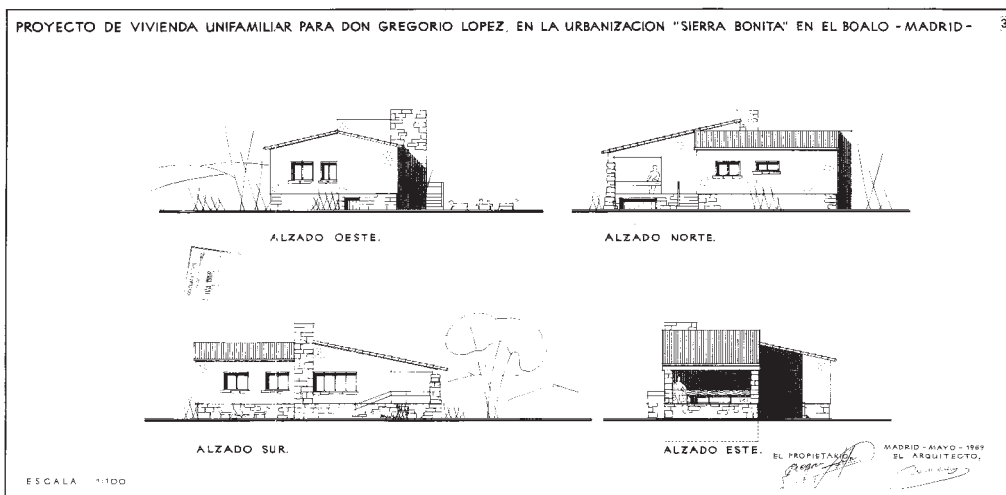 PROYECTO DE VIVIENDA UNIFAMILIAR PARA DON GREGORIO LOPEZ, EN LA URBANIZACION "SIERRA BONITA" EN EL BOALO - MADRID - 3
ALZADO OESTE.
ALZADO NORTE.
ALZADO SUR.
ALZADO ESTE.
EL PROPIETARIO
MADRID - MAYO - 1969
EL ARQUITECTO,
ESCALA 1:100